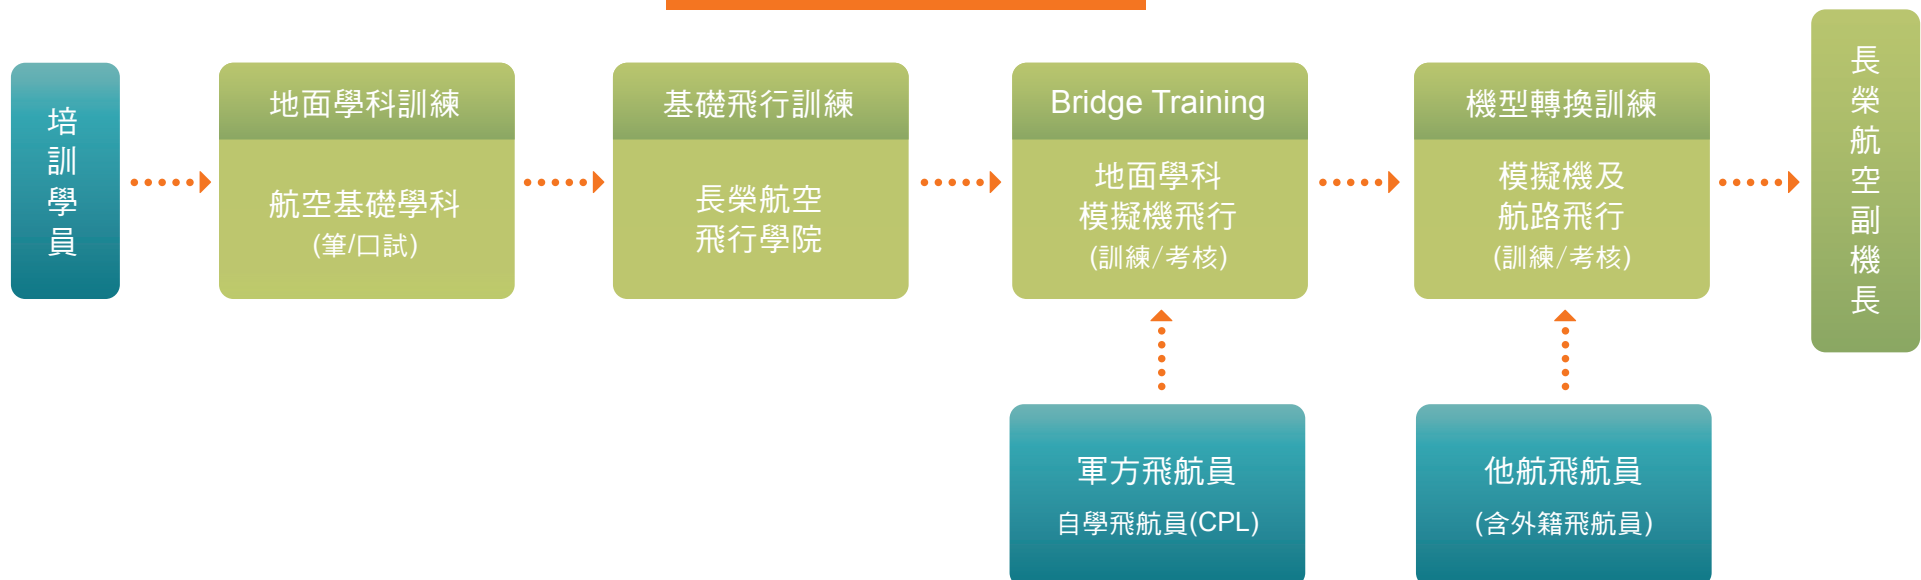 培訓學員
地面學科訓練
航空基礎學科
(筆/口試)
基礎飛行訓練
長榮航空
飛行學院
Bridge Training
地面學科
模擬機飛行
(訓練/考核)
機型轉換訓練
模擬機及
航路飛行
(訓練/考核)
長榮航空副機長
軍方飛航員
自學飛航員(CPL)
他航飛航員
(含外籍飛航員)